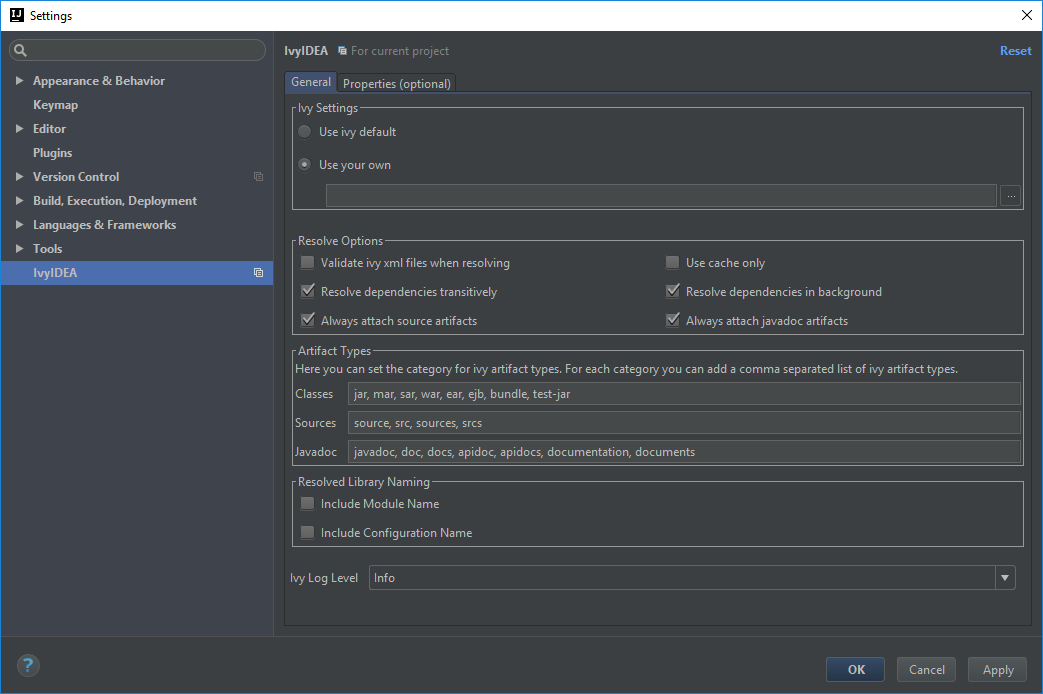 Settings
Appearance & Behavior
Keymap
Editor
Plugins
Version Control
Build, Execution, Deployment
Languages & Frameworks
Tools
IvyIDEA
IvyIDEA For current project Reset
General Properties (optional)
Ivy Settings
Use ivy default
Use your own
...
Resolve Options
Validate ivy xml files when resolving Use cache only
Resolve dependencies transitively Resolve dependencies in background
Always attach source artifacts Always attach javadoc artifacts
Artifact Types
Here you can set the category for ivy artifact types. For each category you can add a comma separated list of ivy artifact types.
Classes jar, mar, sar, war, ear, ejb, bundle, test-jar
Sources source, src, sources, srcs
Javadoc javadoc, doc, docs, apidoc, apidocs, documentation, documents
Resolved Library Naming
Include Module Name
Include Configuration Name
Ivy Log Level Info
? OK Cancel Apply